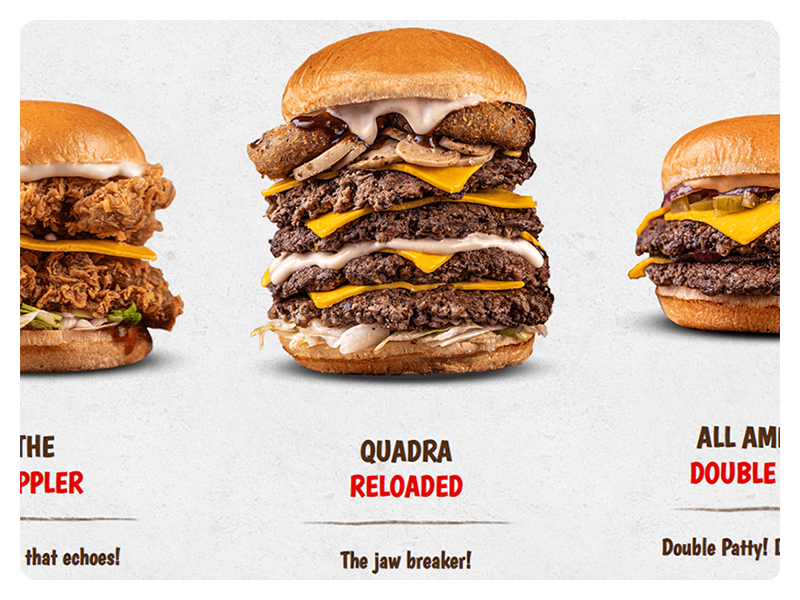 THE
PPLER
that echoes!
QUADRA
RELOADED
The jaw breaker!
ALL AM
DOUBLE
Double Patty! D